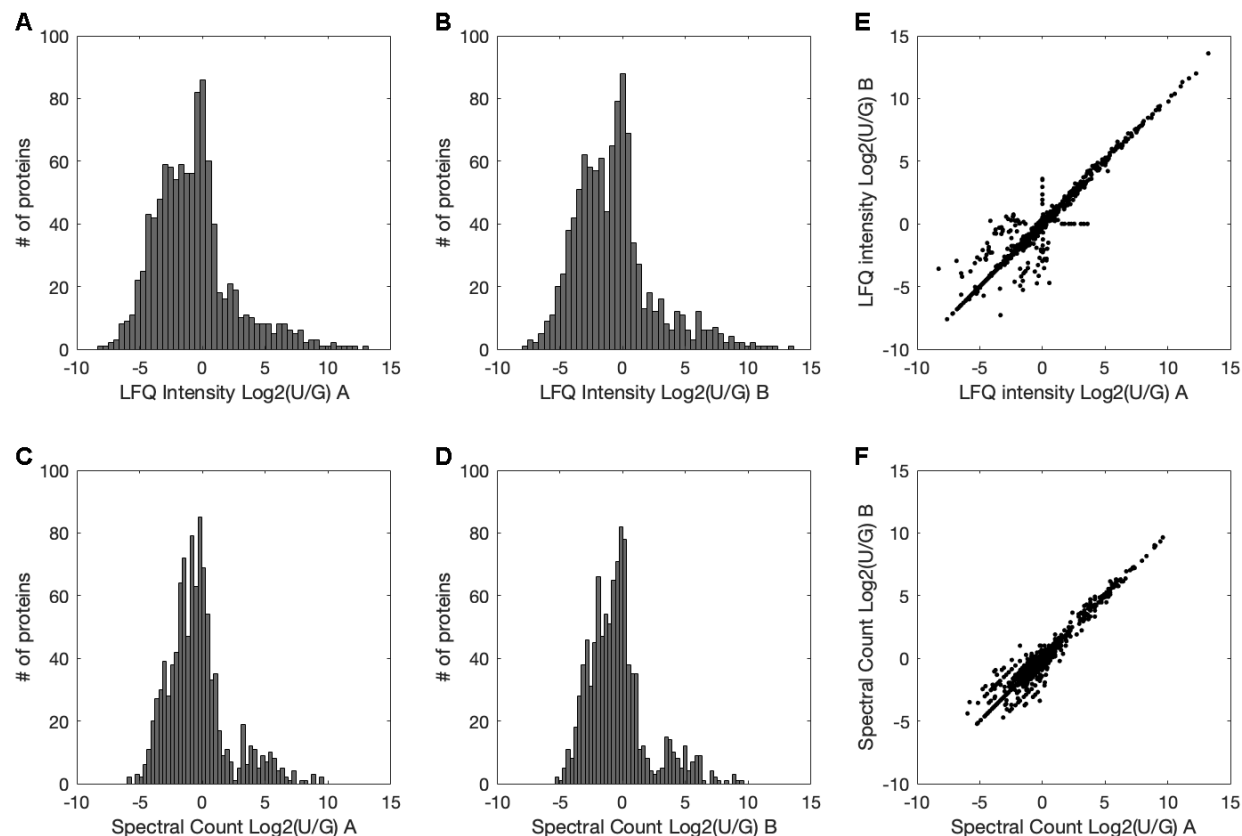 A
100
80
60
40
20
0
# of proteins
-10 -5 0 5 10 15
LFQ Intensity Log2(U/G) A
B
100
80
60
40
20
0
# of proteins
-10 -5 0 5 10 15
LFQ Intensity Log2(U/G) B
E
15
10
5
0
-5
-10
LFQ intensity Log2(U/G) B
-10 -5 0 5 10 15
LFQ intensity Log2(U/G) A
C
100
80
60
40
20
0
# of proteins
-10 -5 0 5 10 15
Spectral Count Log2(U/G) A
D
100
80
60
40
20
0
# of proteins
-10 -5 0 5 10 15
Spectral Count Log2(U/G) B
F
15
10
5
0
-5
-10
Spectral Count Log2(U/G) B
-10 -5 0 5 10 15
Spectral Count Log2(U/G) A